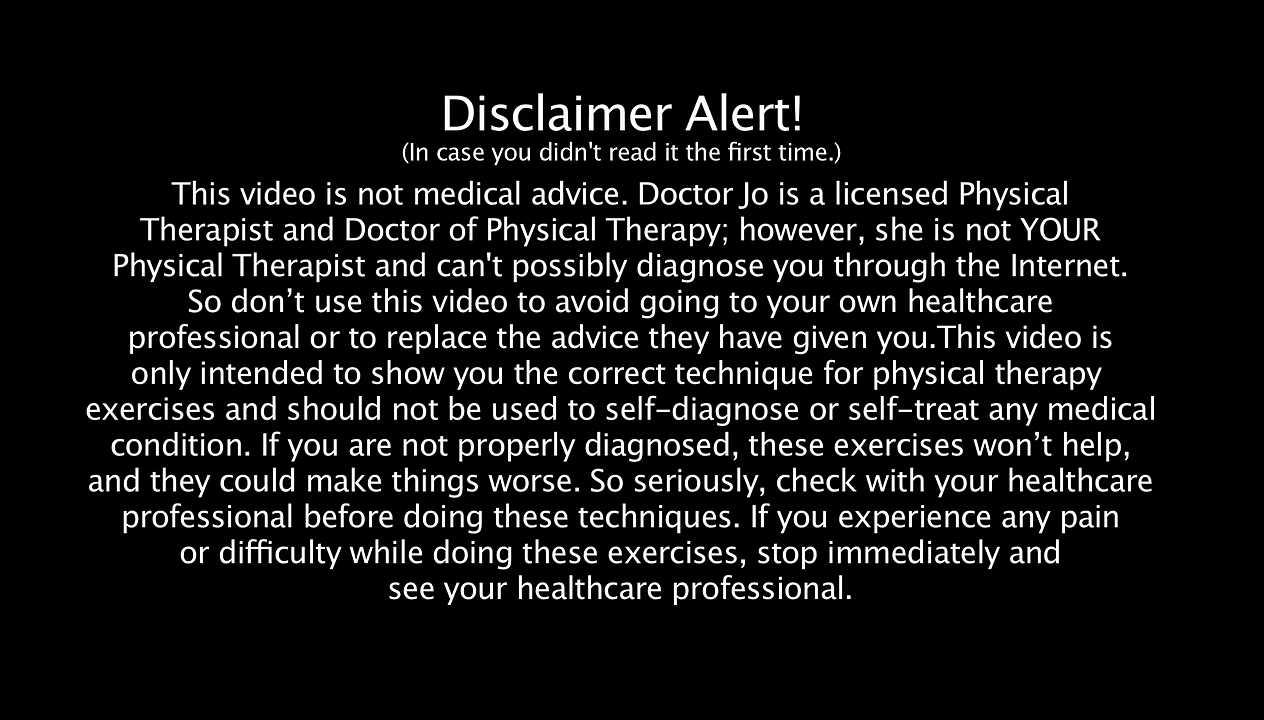 Disclaimer Alert!
(In case you didn't read it the first time.)
This video is not medical advice. Doctor Jo is a licensed Physical
Therapist and Doctor of Physical Therapy; however, she is not YOUR
Physical Therapist and can't possibly diagnose you through the Internet.
So don’t use this video to avoid going to your own healthcare
professional or to replace the advice they have given you.This video is
only intended to show you the correct technique for physical therapy
exercises and should not be used to self–diagnose or self–treat any medical
condition. If you are not properly diagnosed, these exercises won’t help,
and they could make things worse. So seriously, check with your healthcare
professional before doing these techniques. If you experience any pain
or difficulty while doing these exercises, stop immediately and
see your healthcare professional.